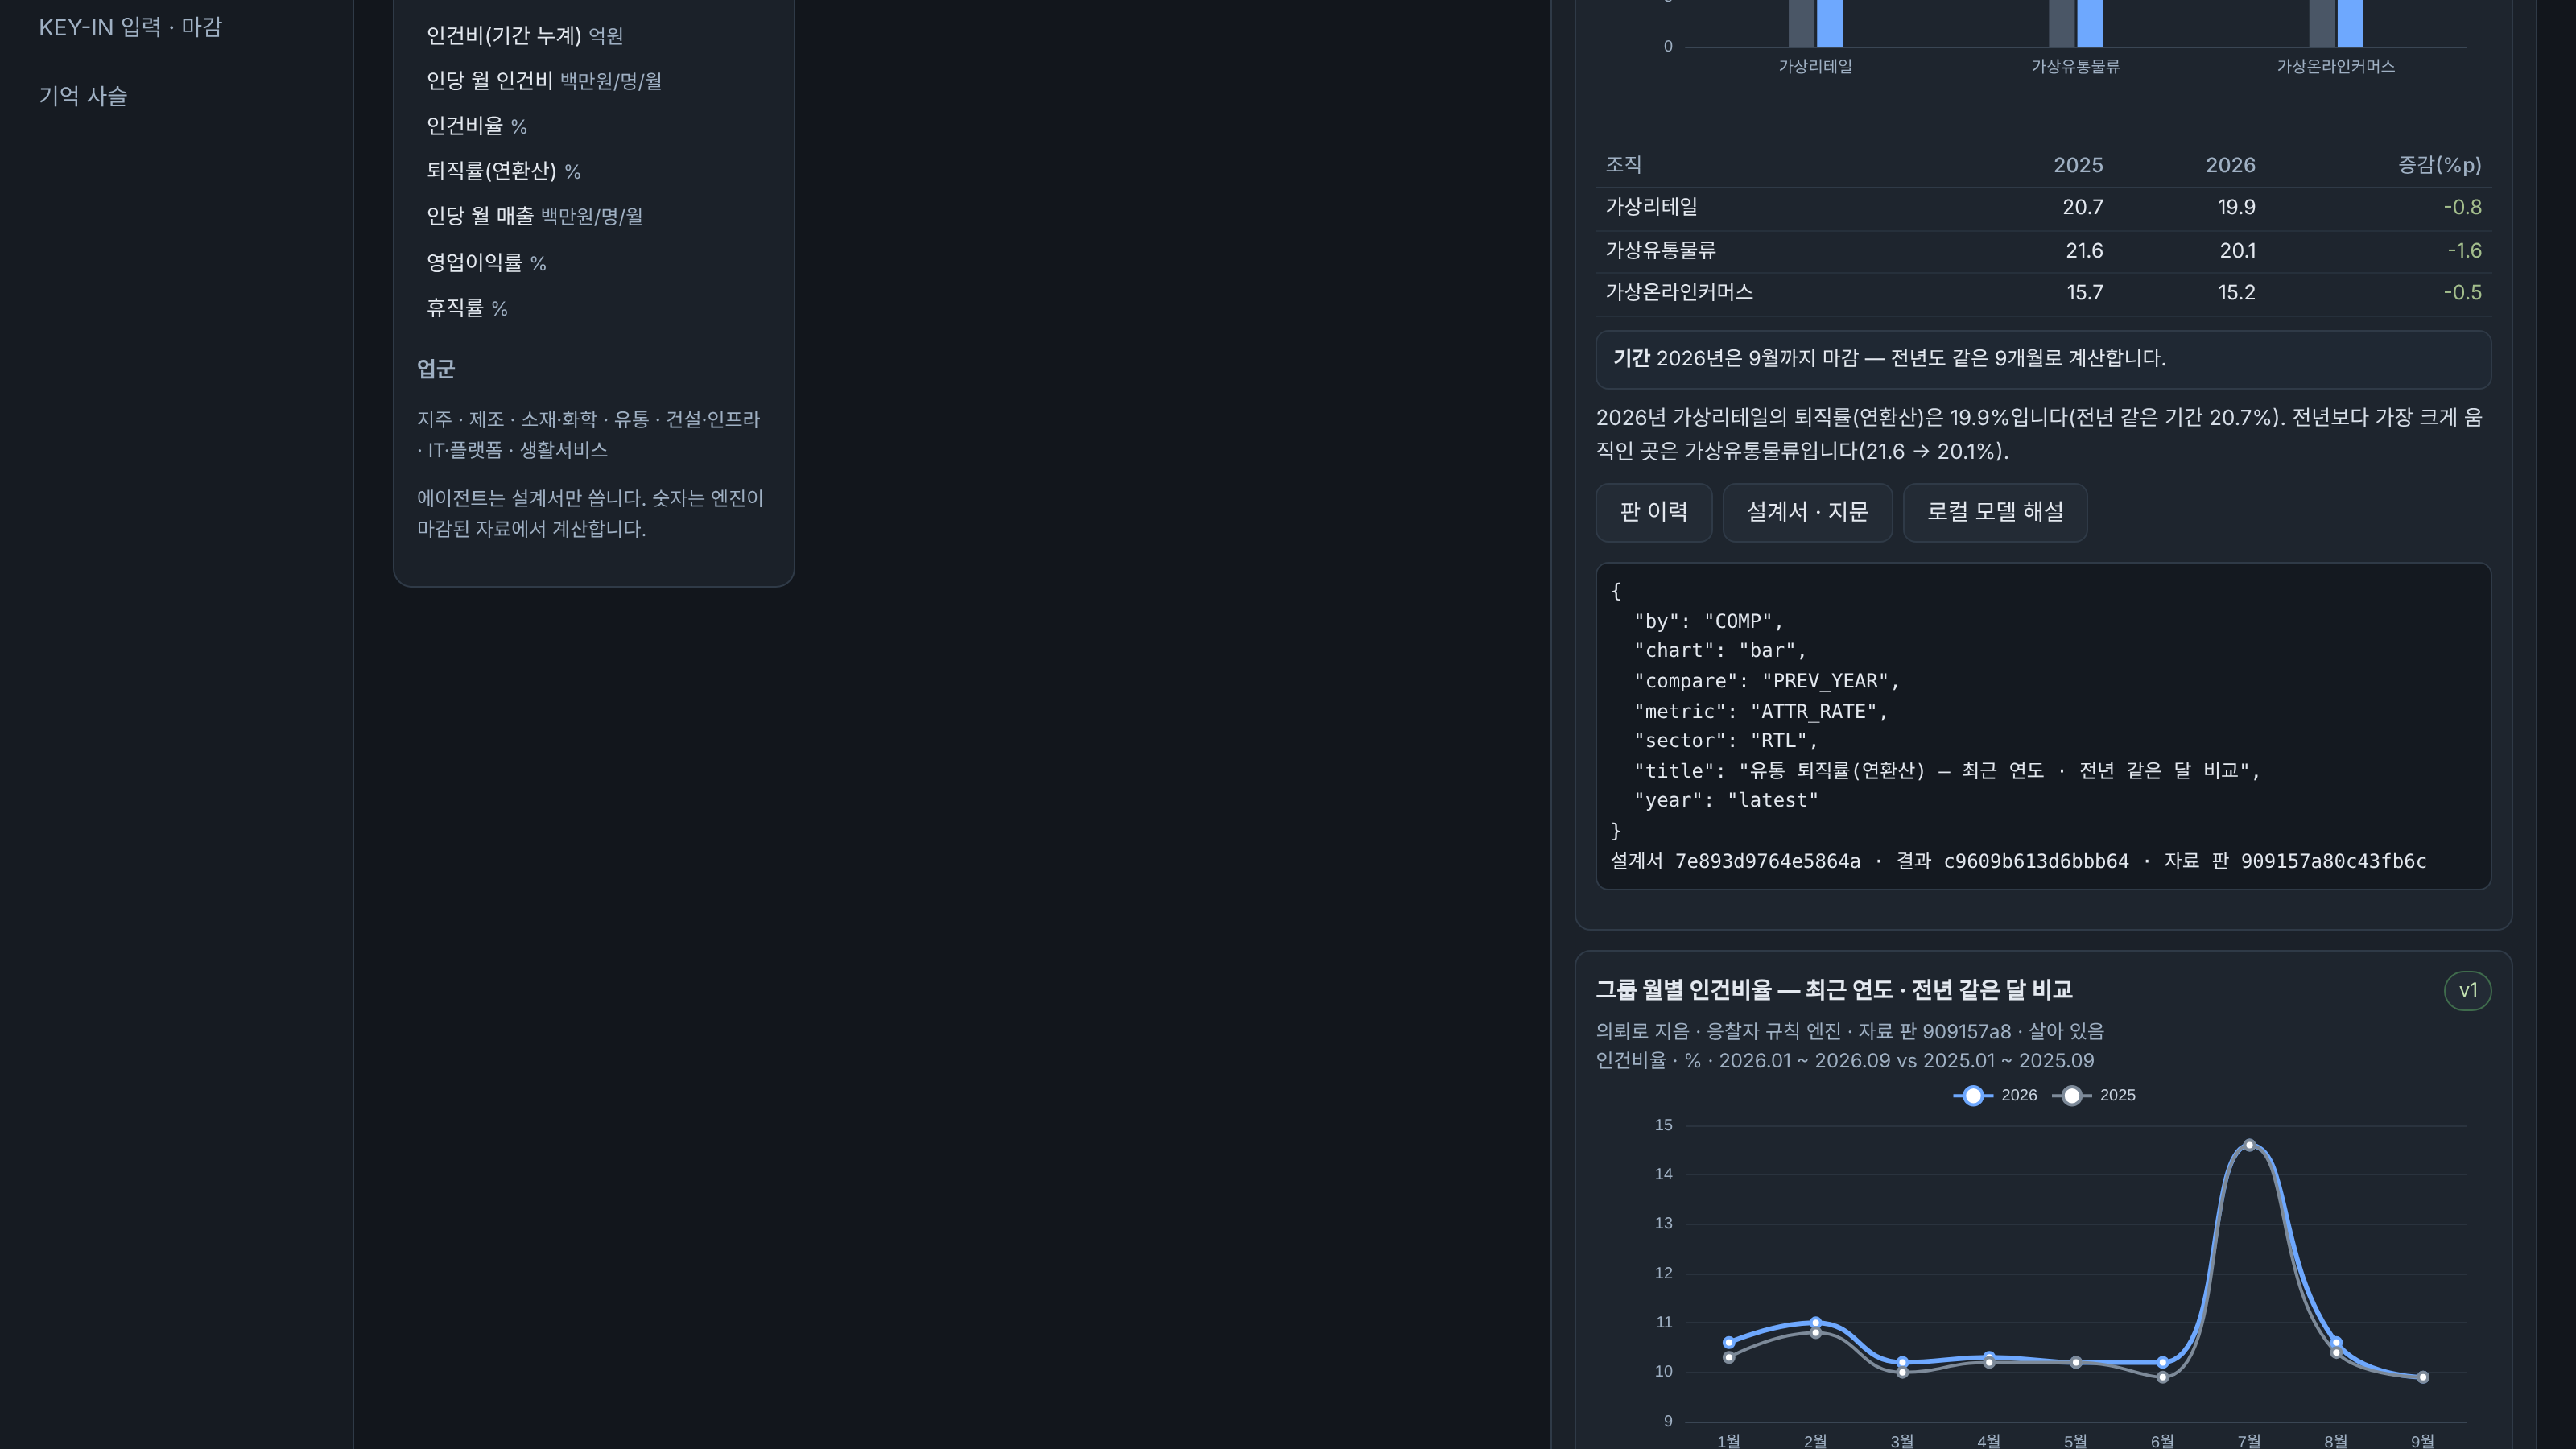 KEY-IN 입력 · 마감
기억 사슬
인건비(기간 누계) 억원
인당 월 인건비 백만원/명/월
인건비율 %
퇴직률(연환산) %
인당 월 매출 백만원/명/월
영업이익률 %
휴직률 %
업군
지주 · 제조 · 소재·화학 · 유통 · 건설·인프라
· IT·플랫폼 · 생활서비스
에이전트는 설계서만 씁니다. 숫자는 엔진이
마감된 자료에서 계산합니다.
0
가상리테일 가상유통물류 가상온라인커머스
조직 2025 2026 증감(%p)
가상리테일 20.7 19.9 -0.8
가상유통물류 21.6 20.1 -1.6
가상온라인커머스 15.7 15.2 -0.5
기간 2026년은 9월까지 마감 — 전년도 같은 9개월로 계산합니다.
2026년 가상리테일의 퇴직률(연환산)은 19.9%입니다(전년 같은 기간 20.7%). 전년보다 가장 크게 움
직인 곳은 가상유통물류입니다(21.6 → 20.1%).
판 이력 설계서 · 지문 로컬 모델 해설
{
"by": "COMP",
"chart": "bar",
"compare": "PREV_YEAR",
"metric": "ATTR_RATE",
"sector": "RTL",
"title": "유통 퇴직률(연환산) — 최근 연도 · 전년 같은 달 비교",
"year": "latest"
}
설계서 7e893d9764e5864a · 결과 c9609b613d6bbb64 · 자료 판 909157a80c43fb6c
그룹 월별 인건비율 — 최근 연도 · 전년 같은 달 비교 v1
의뢰로 지음 · 응찰자 규칙 엔진 · 자료 판 909157a8 · 살아 있음
인건비율 · % · 2026.01 ~ 2026.09 vs 2025.01 ~ 2025.09
2026 2025
15
14
13
12
11
10
9
1월 2월 3월 4월 5월 6월 7월 8월 9월